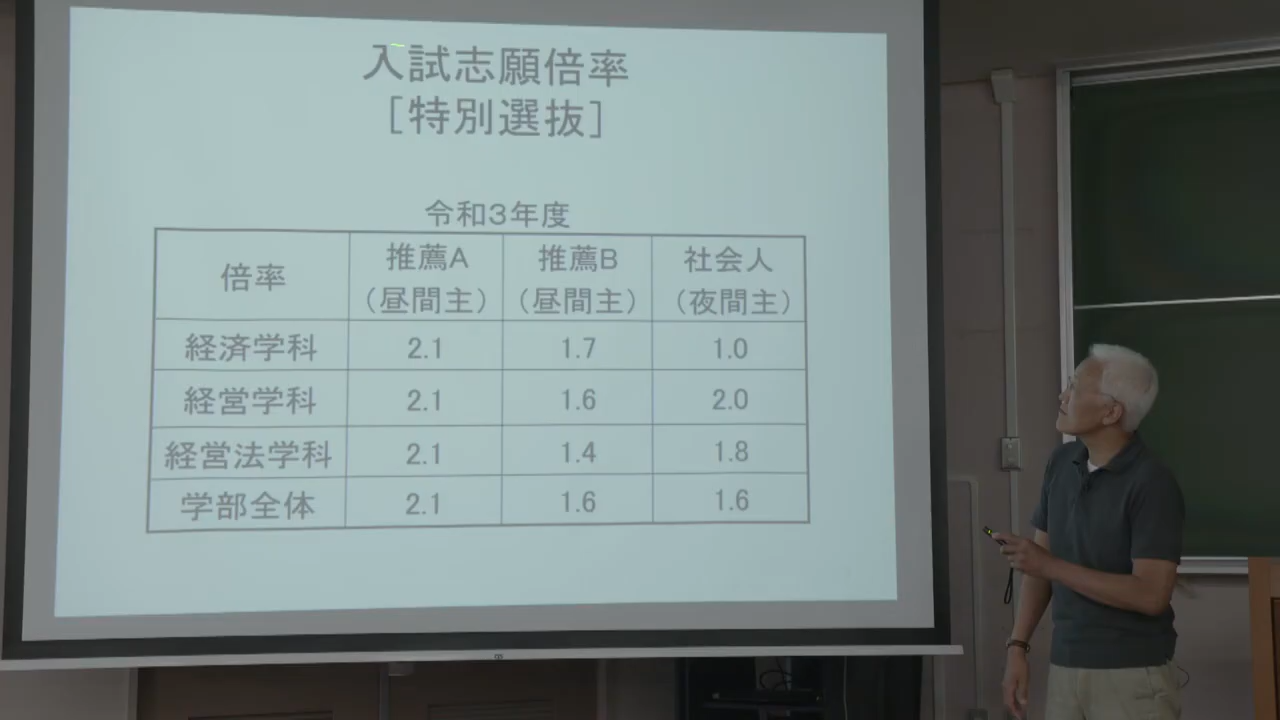 入試志願倍率
[特別選抜]
令和3年度
倍率 推薦A（昼間主） 推薦B（昼間主） 社会人（夜間主）
経済学科 2.1 1.7 1.0
経営学科 2.1 1.6 2.0
経営法学科 2.1 1.4 1.8
学部全体 2.1 1.6 1.6